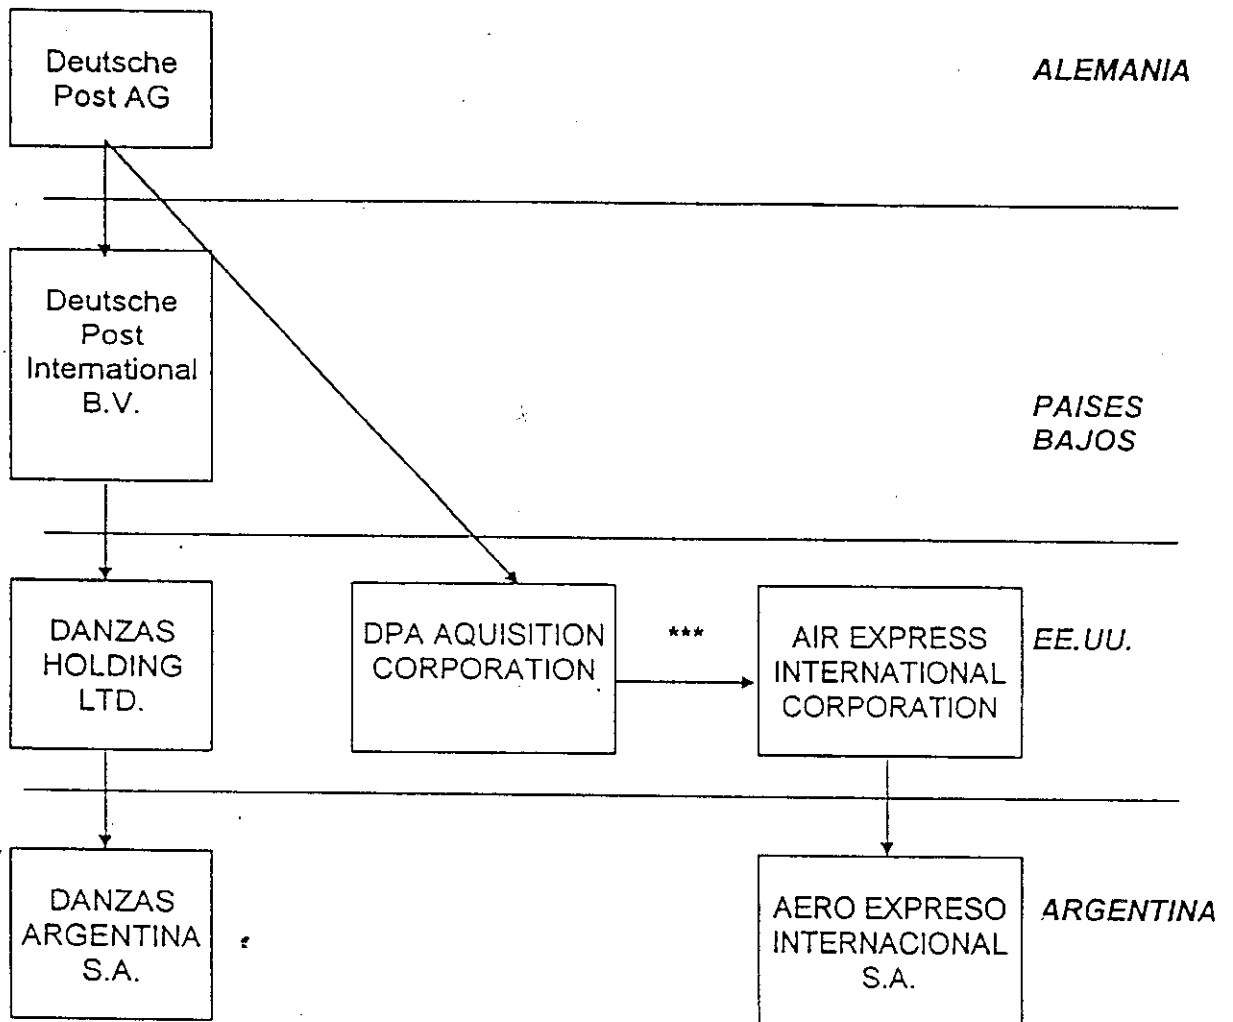 Deutsche
Post AG
ALEMANIA
Deutsche
Post
International
B.V.
PAISES
BAJOS
DANZAS
HOLDING
LTD.
DPA AQUISITION
CORPORATION
***
AIR EXPRESS
INTERNATIONAL
CORPORATION
EE.UU.
DANZAS
ARGENTINA
S.A.
AERO EXPRESO
INTERNACIONAL
S.A.
ARGENTINA